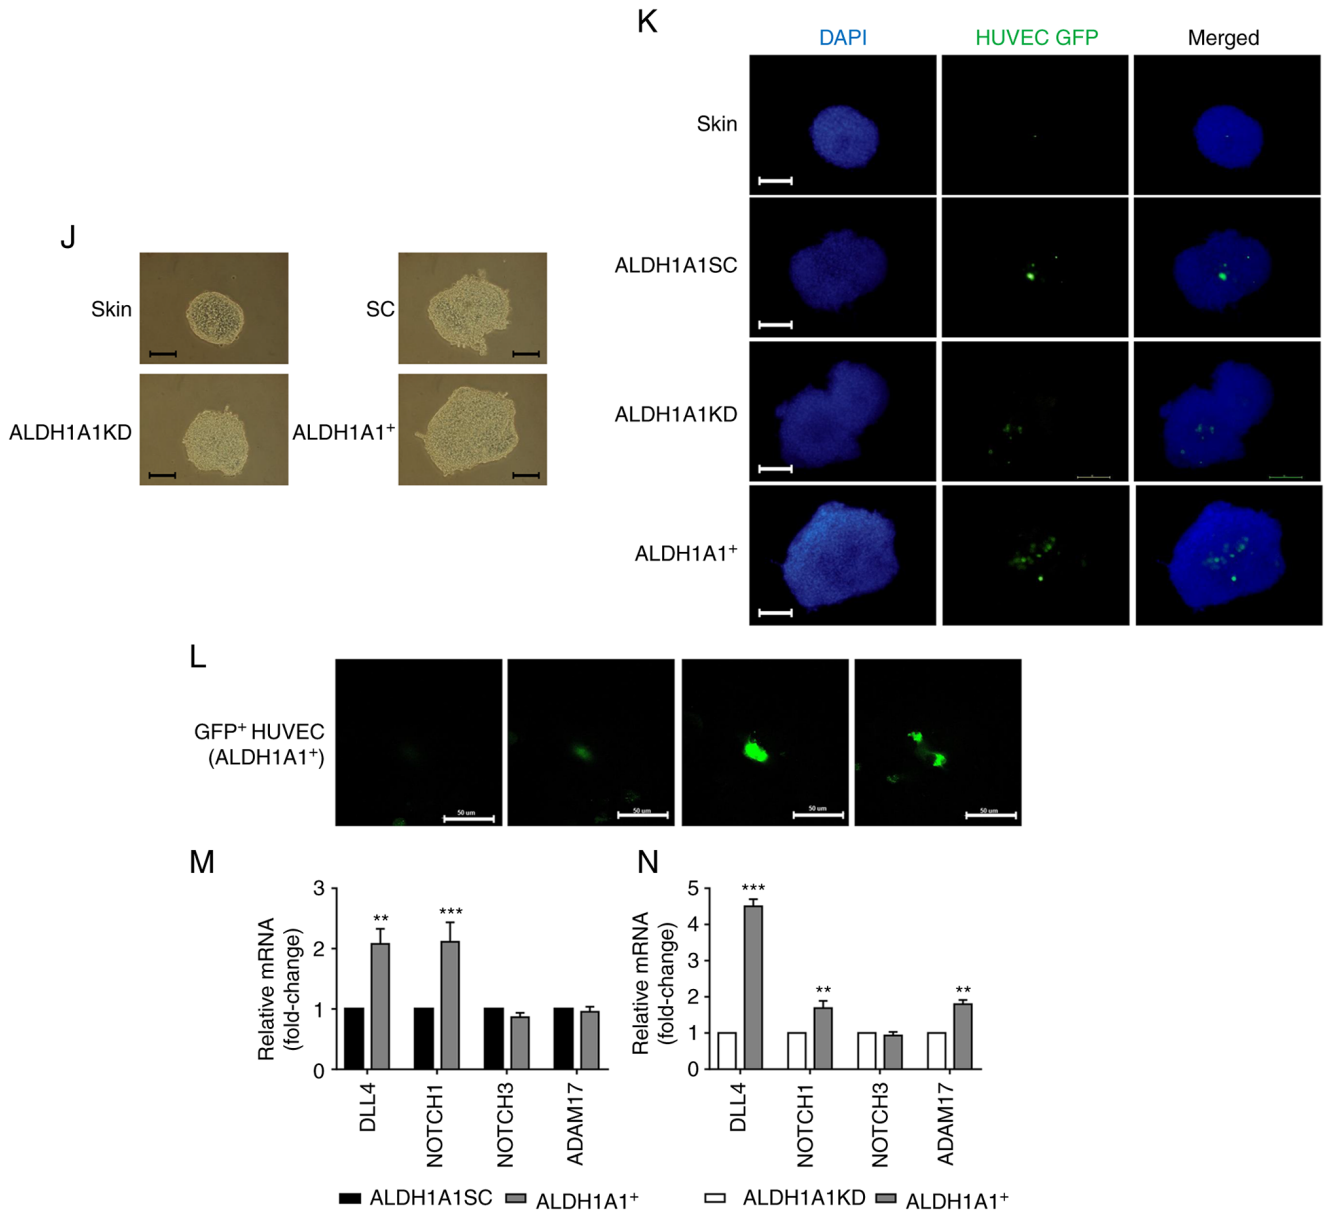 K
DAPI HUVEC GFP Merged
Skin
ALDH1A1SC
ALDH1A1KD
ALDH1A1+
J
Skin SC
ALDH1A1KD ALDH1A1+
L
GFP+ HUVEC
(ALDH1A1+)
50 um 50 um 50 um 50 um
M
Relative mRNA
(fold-change)
3
2
1
0
** ***
DLL4 NOTCH1 NOTCH3 ADAM17
ALDH1A1SC ALDH1A1+
N
Relative mRNA
(fold-change)
5
4
3
2
1
0
*** ** **
DLL4 NOTCH1 NOTCH3 ADAM17
ALDH1A1KD ALDH1A1+